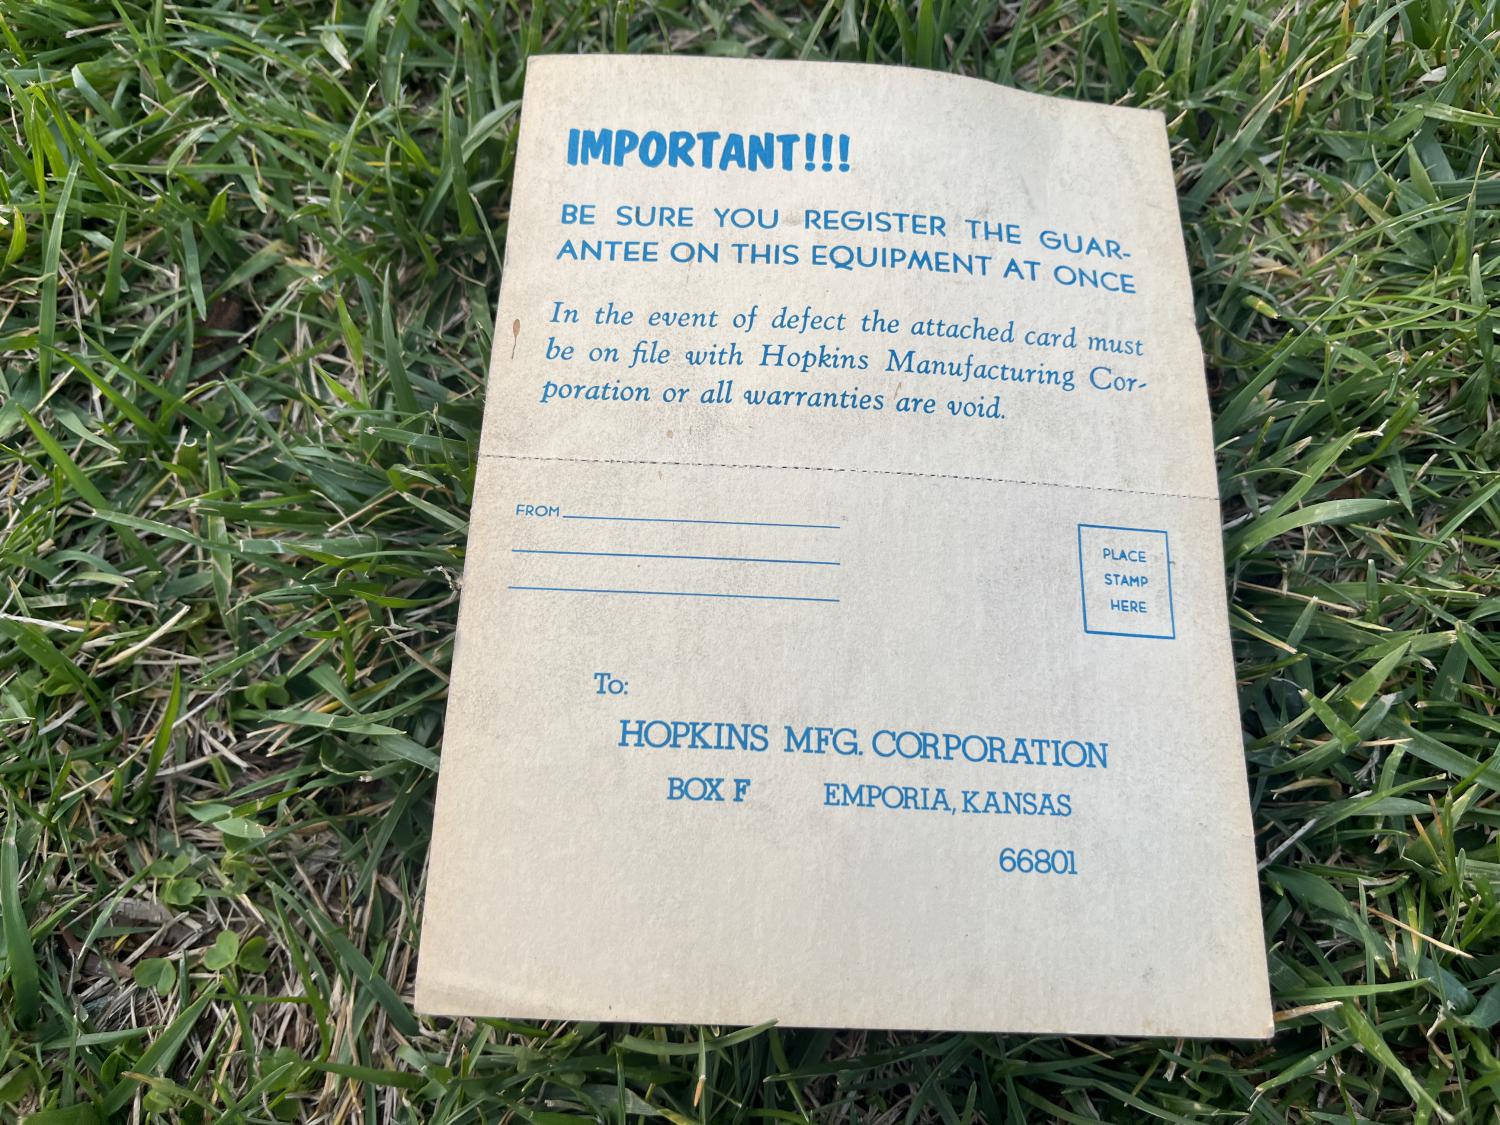 IMPORTANT!!!
BE SURE YOU REGISTER THE GUAR-
ANTEE ON THIS EQUIPMENT AT ONCE
In the event of defect the attached card must
be on file with Hopkins Manufacturing Cor-
poration or all warranties are void.
FROM
PLACE
STAMP
HERE
To:
HOPKINS MFG. CORPORATION
BOX F EMPORIA, KANSAS
66801